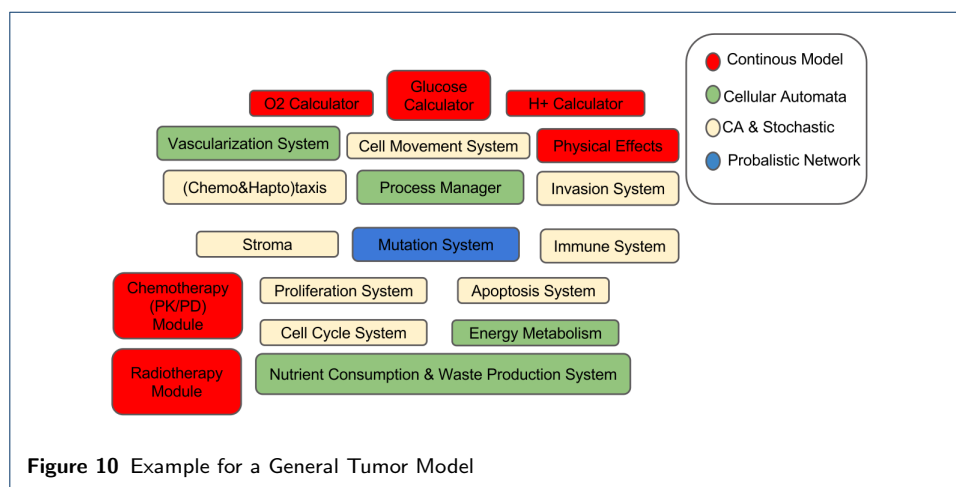 O2 Calculator
Glucose
Calculator
H+ Calculator
Continous Model
Cellular Automata
CA & Stochastic
Probalistic Network
Vascularization System
Cell Movement System
Physical Effects
(Chemo&Hapto)taxis
Process Manager
Invasion System
Stroma
Mutation System
Immune System
Chemotherapy
(PK/PD)
Module
Proliferation System
Apoptosis System
Cell Cycle System
Energy Metabolism
Radiotherapy
Module
Nutrient Consumption & Waste Production System
Figure 10 Example for a General Tumor Model